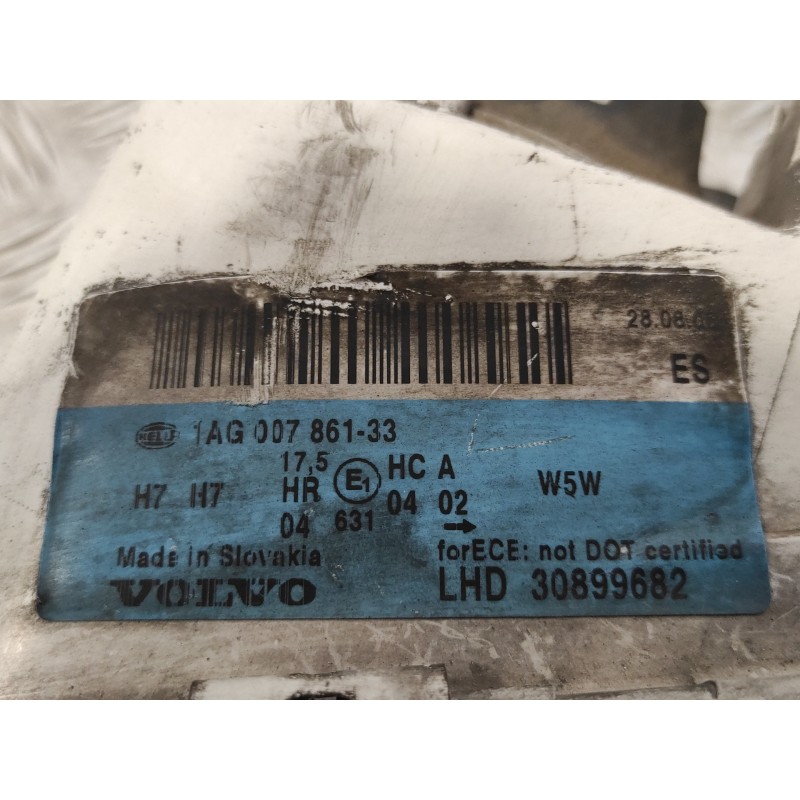 28.08.0
ES
HELLA 1AG 007 861-33
17,5
H7 H7 HR E1 HC A W5W
04 631 04 02
Made in Slovakia forECE: not DOT certified
VOLVO LHD 30899682